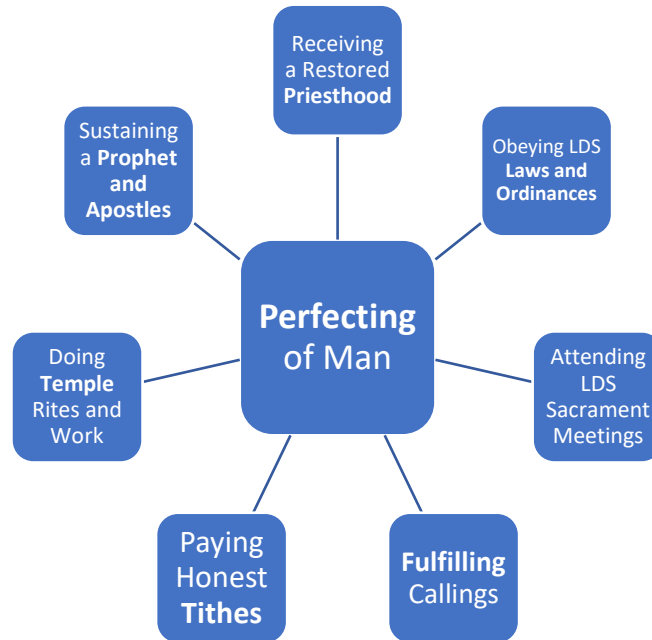 Receiving
a Restored
Priesthood
Sustaining
a Prophet
and
Apostles
Obeying LDS
Laws and
Ordinances
Perfecting
of Man
Doing
Temple
Rites and
Work
Attending
LDS
Sacrament
Meetings
Paying
Honest
Tithes
Fulfilling
Callings